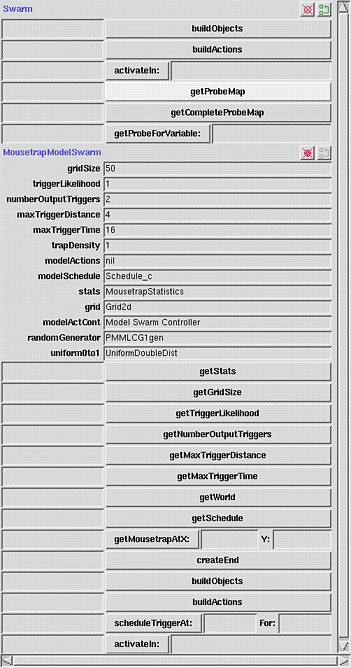 Swarm
buildObjects
buildActions
activateIn:
getProbeMap
getCompleteProbeMap
getProbeForVariable:
MousetrapModelSwarm
gridSize 50
triggerLikelihood 1
numberOutputTriggers 2
maxTriggerDistance 4
maxTriggerTime 16
trapDensity 1
modelActions nil
modelSchedule Schedule_c
stats MousetrapStatistics
grid Grid2d
modelActCont Model Swarm Controller
randomGenerator PMMLCG1gen
uniform0to1 UniformDoubleDist
getStats
getGridSize
getTriggerLikelihood
getNumberOutputTriggers
getMaxTriggerDistance
getMaxTriggerTime
getWorld
getSchedule
getMousetrapAtX: Y:
createEnd
buildObjects
buildActions
scheduleTriggerAt: For:
activateIn: